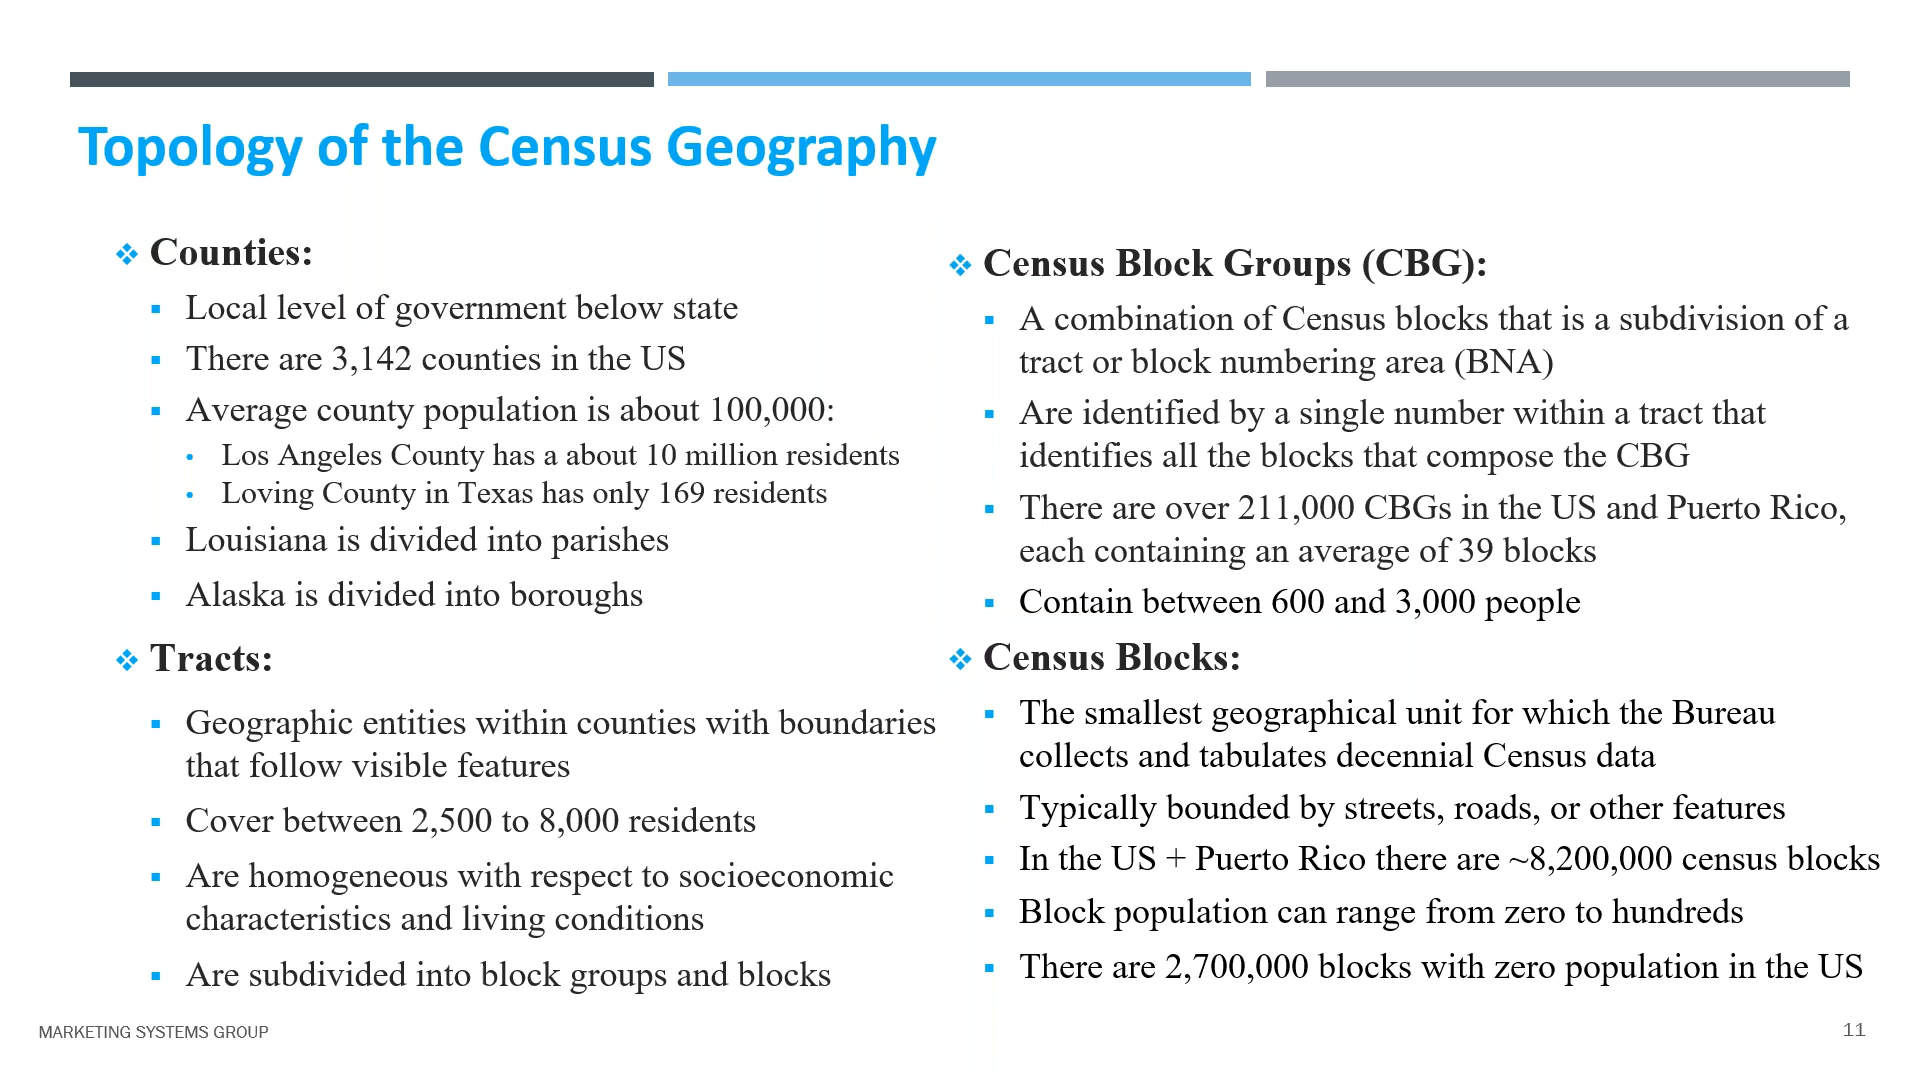 Topology of the Census Geography
❖ Counties:
▪ Local level of government below state
▪ There are 3,142 counties in the US
▪ Average county population is about 100,000:
• Los Angeles County has a about 10 million residents
• Loving County in Texas has only 169 residents
▪ Louisiana is divided into parishes
▪ Alaska is divided into boroughs
❖ Tracts:
▪ Geographic entities within counties with boundaries
that follow visible features
▪ Cover between 2,500 to 8,000 residents
▪ Are homogeneous with respect to socioeconomic
characteristics and living conditions
▪ Are subdivided into block groups and blocks
❖ Census Block Groups (CBG):
▪ A combination of Census blocks that is a subdivision of a
tract or block numbering area (BNA)
▪ Are identified by a single number within a tract that
identifies all the blocks that compose the CBG
▪ There are over 211,000 CBGs in the US and Puerto Rico,
each containing an average of 39 blocks
▪ Contain between 600 and 3,000 people
❖ Census Blocks:
▪ The smallest geographical unit for which the Bureau
collects and tabulates decennial Census data
▪ Typically bounded by streets, roads, or other features
▪ In the US + Puerto Rico there are ~8,200,000 census blocks
▪ Block population can range from zero to hundreds
▪ There are 2,700,000 blocks with zero population in the US
MARKETING SYSTEMS GROUP
11